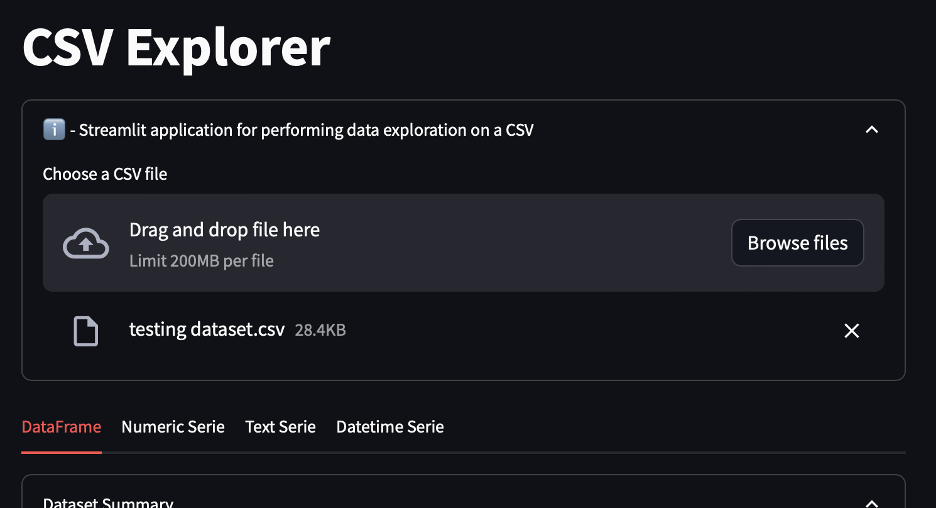 CSV Explorer
ℹ️ - Streamlit application for performing data exploration on a CSV
Choose a CSV file
Drag and drop file here
Limit 200MB per file
Browse files
testing dataset.csv 28.4KB
DataFrame Numeric Serie Text Serie Datetime Serie
Dataset Summary